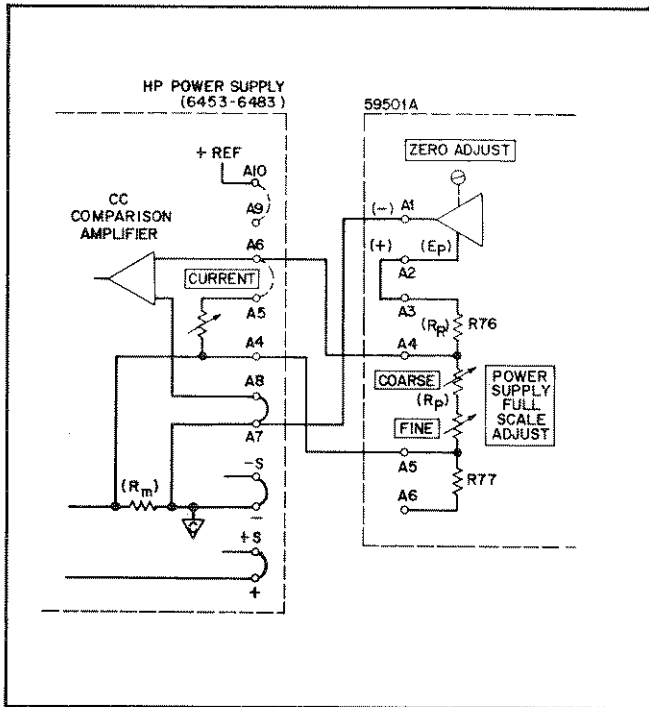 HP POWER SUPPLY
(6453-6483)
59501A
ZERO ADJUST
+ REF
A10
A9
CC
COMPARISON
AMPLIFIER
A6
CURRENT
A5
A4
A8
A7
(Rm)
-S
-
+S
+
(-) A1
(+) (Ep)
A2
A3
(RR) R76
A4
COARSE
(Rp)
FINE
POWER
SUPPLY
FULL
SCALE
ADJUST
A5
A6
R77
C